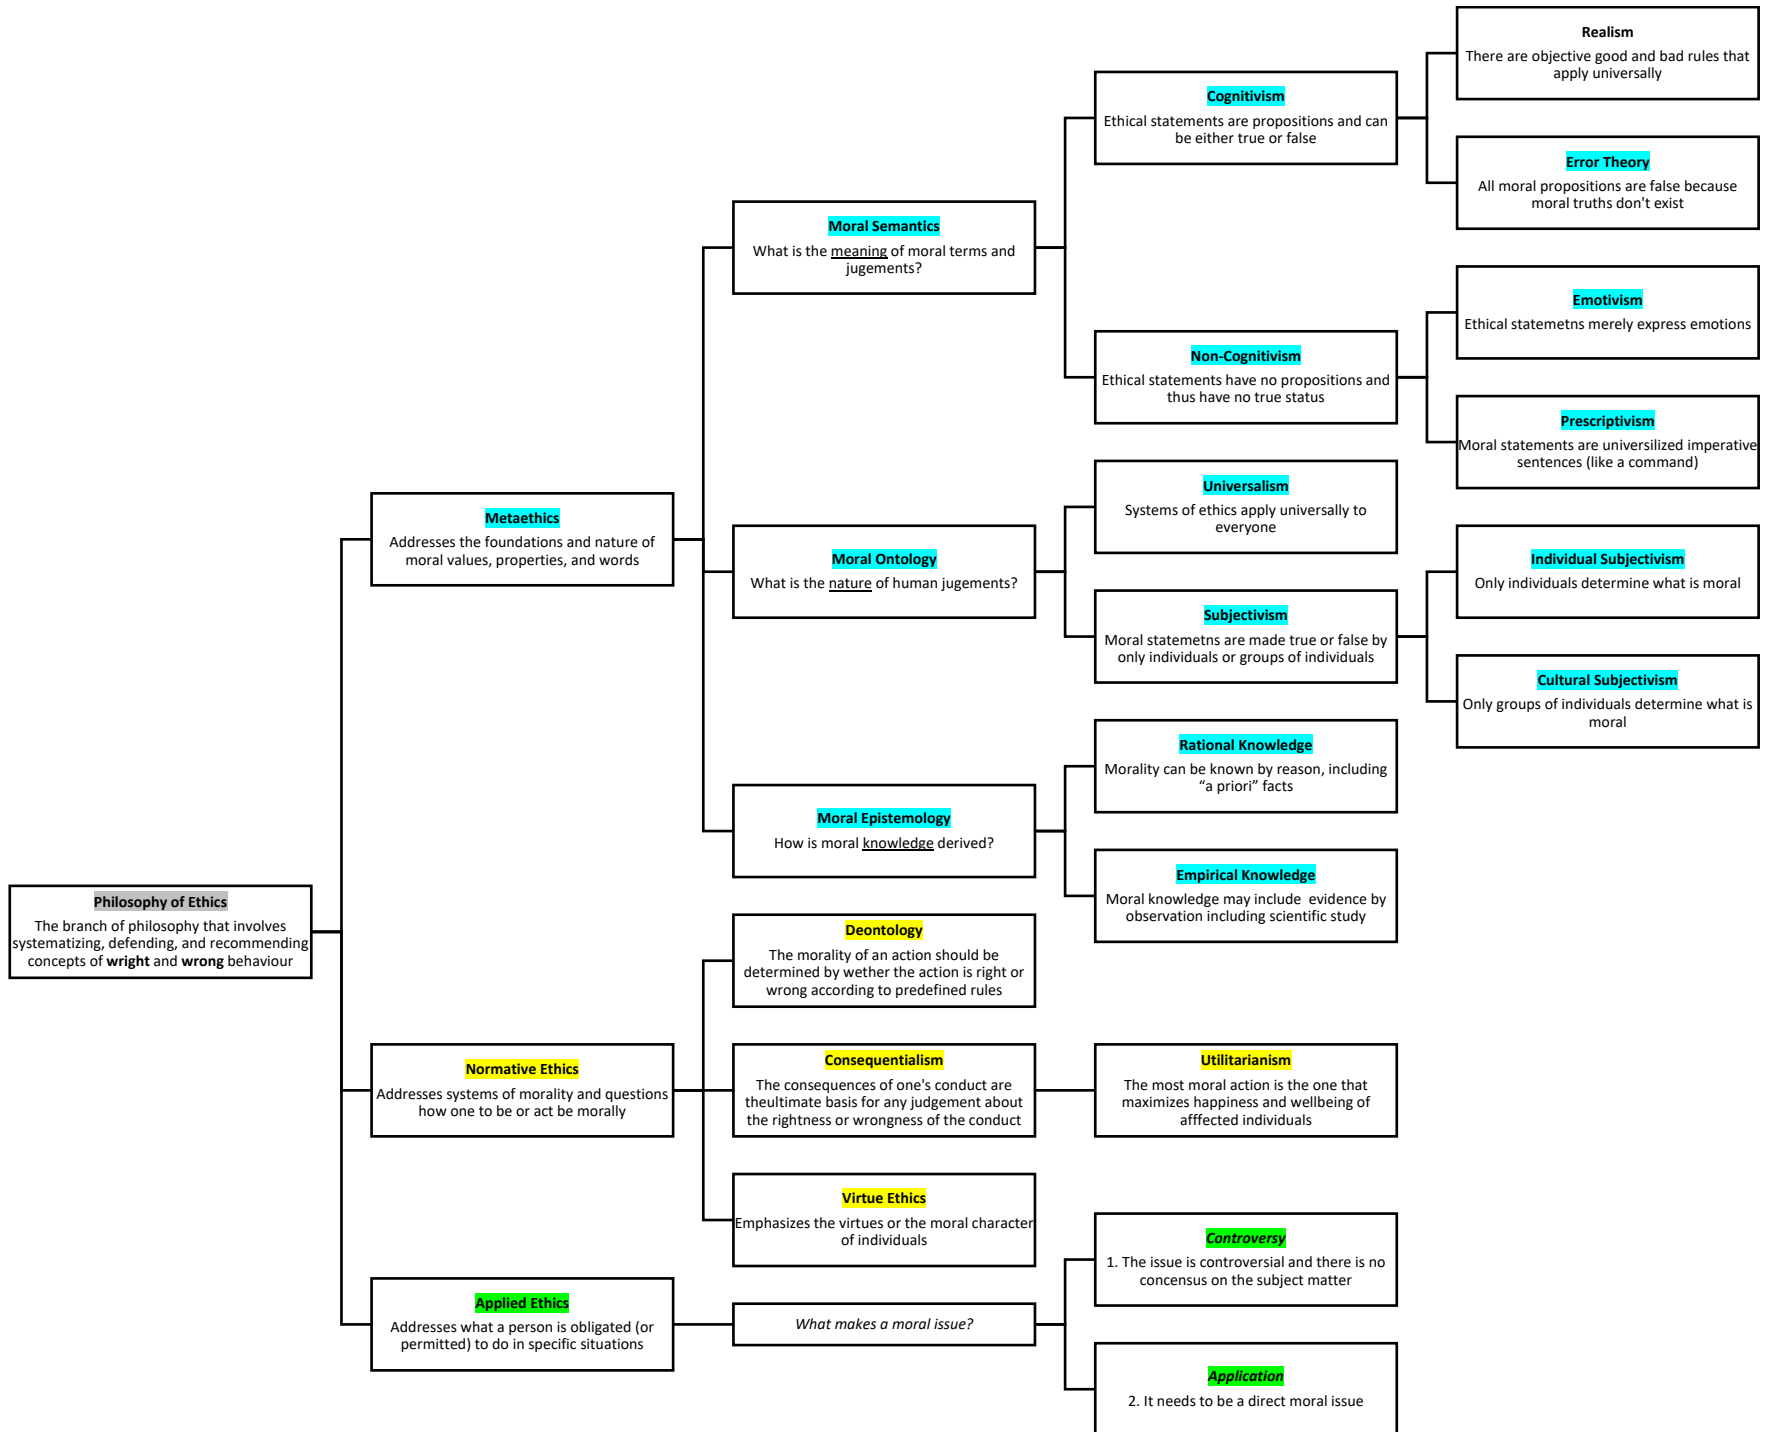 Philosophy of Ethics
The branch of philosophy that involves
systematizing, defending, and recommending
concepts of wright and wrong behaviour
Metaethics
Addresses the foundations and nature of
moral values, properties, and words
Moral Semantics
What is the meaning of moral terms and
jugements?
Cognitivism
Ethical statements are propositions and can
be either true or false
Realism
There are objective good and bad rules that
apply universally
Error Theory
All moral propositions are false because
moral truths don't exist
Non-Cognitivism
Ethical statements have no propositions and
thus have no true status
Emotivism
Ethical statemetns merely express emotions
Prescriptivism
Moral statements are universilized imperative
sentences (like a command)
Moral Ontology
What is the nature of human jugements?
Universalism
Systems of ethics apply universally to
everyone
Subjectivism
Moral statemetns are made true or false by
only individuals or groups of individuals
Individual Subjectivism
Only individuals determine what is moral
Cultural Subjectivism
Only groups of individuals determine what is
moral
Moral Epistemology
How is moral knowledge derived?
Rational Knowledge
Morality can be known by reason, including
“a priori” facts
Empirical Knowledge
Moral knowledge may include  evidence by
observation including scientific study
Normative Ethics
Addresses systems of morality and questions
how one to be or act be morally
Deontology
The morality of an action should be
determined by wether the action is right or
wrong according to predefined rules
Consequentialism
The consequences of one's conduct are
theultimate basis for any judgement about
the rightness or wrongness of the conduct
Utilitarianism
The most moral action is the one that
maximizes happiness and wellbeing of
afffected individuals
Virtue Ethics
Emphasizes the virtues or the moral character
of individuals
Applied Ethics
Addresses what a person is obligated (or
permitted) to do in specific situations
What makes a moral issue?
Controversy
1. The issue is controversial and there is no
concensus on the subject matter
Application
2. It needs to be a direct moral issue